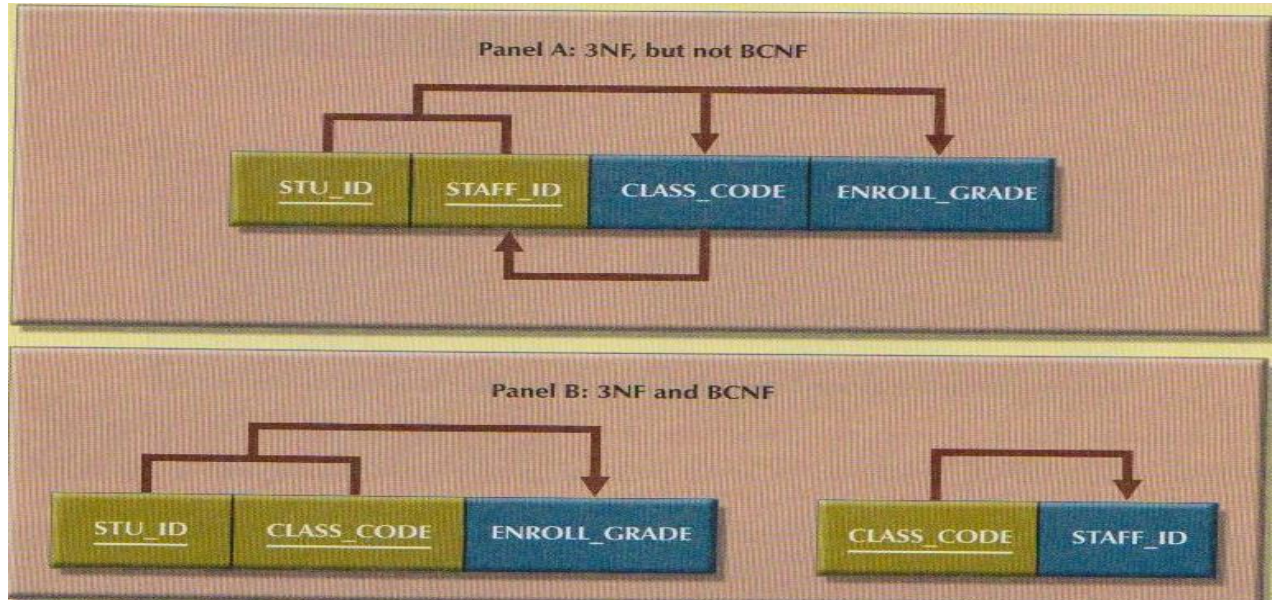 Panel A: 3NF, but not BCNF
STU_ID STAFF_ID CLASS_CODE ENROLL_GRADE
Panel B: 3NF and BCNF
STU_ID CLASS_CODE ENROLL_GRADE CLASS_CODE STAFF_ID